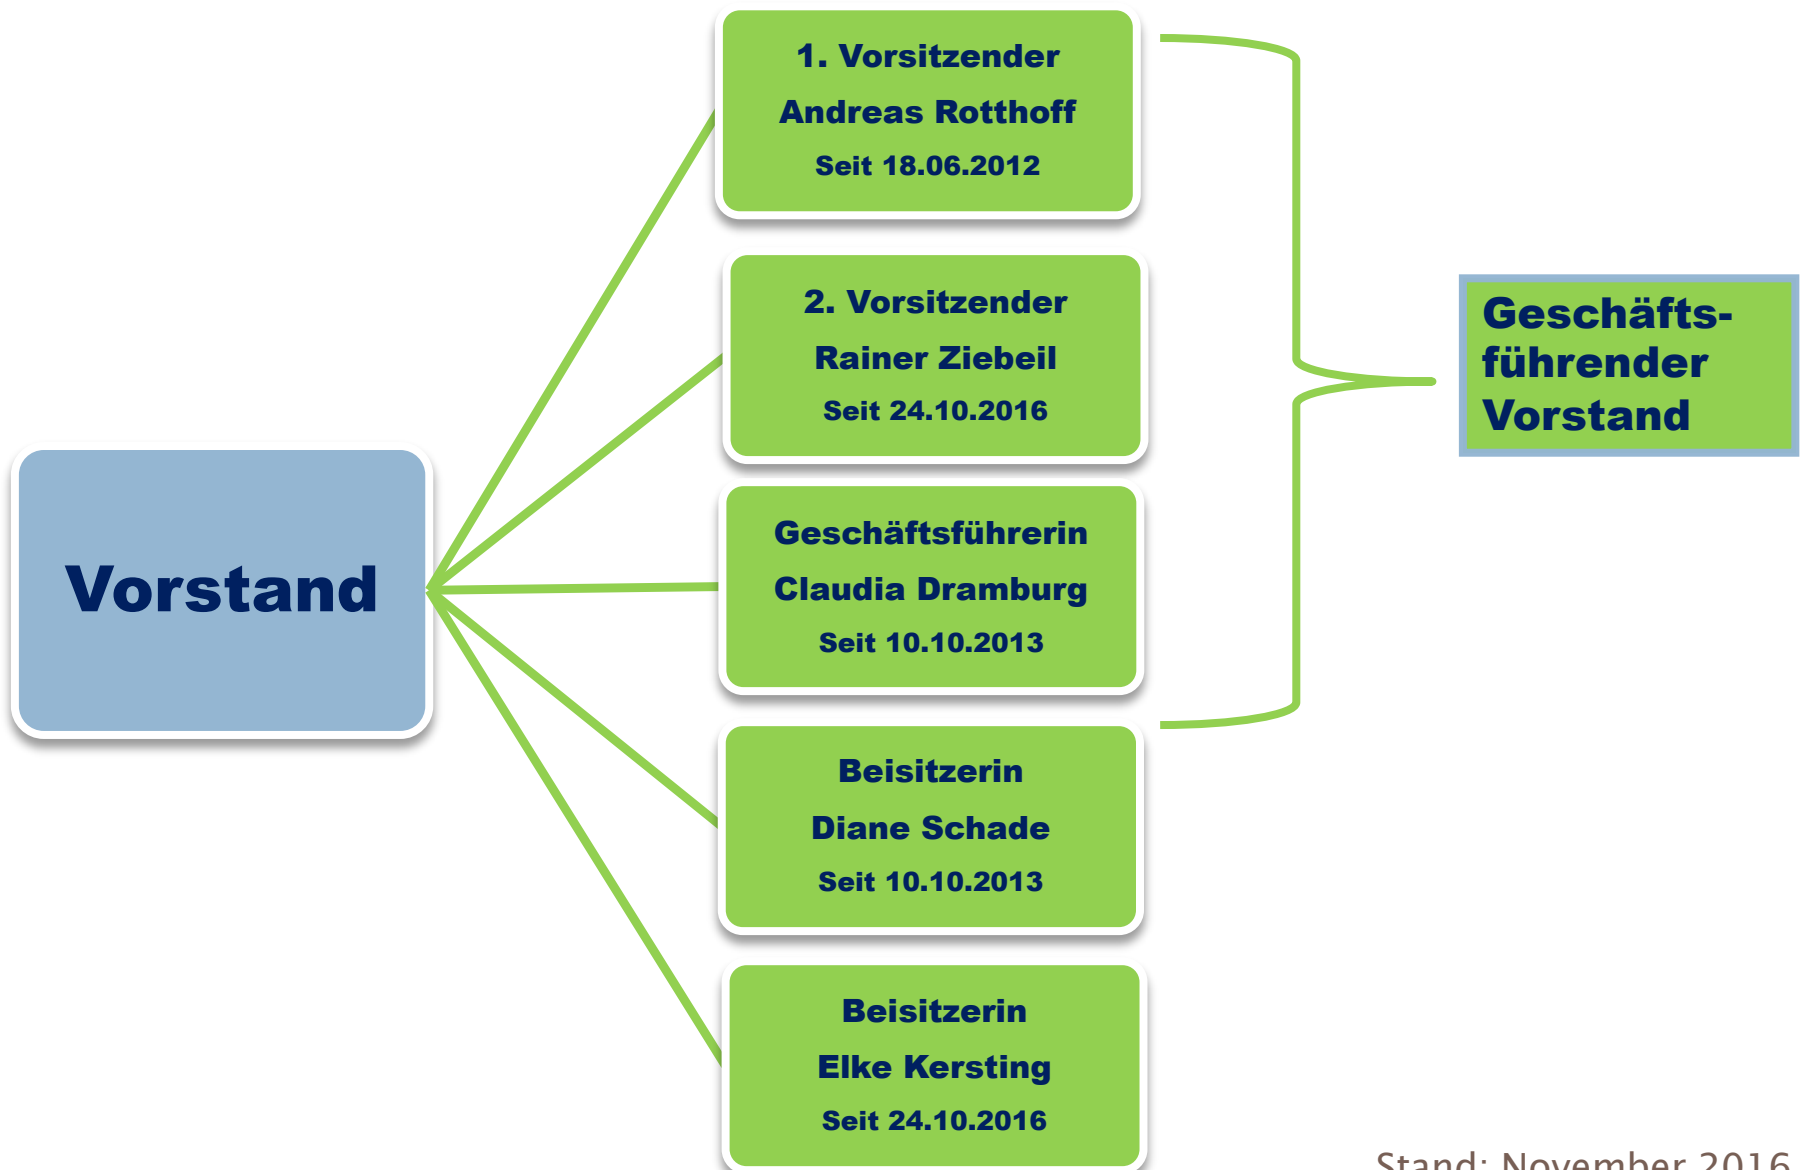 1. Vorsitzender
Andreas Rotthoff
Seit 18.06.2012
2. Vorsitzender
Rainer Ziebeil
Seit 24.10.2016
Geschäfts-
führender
Vorstand
Vorstand
Geschäftsführerin
Claudia Dramburg
Seit 10.10.2013
Beisitzerin
Diane Schade
Seit 10.10.2013
Beisitzerin
Elke Kersting
Seit 24.10.2016
Stand: November 2016